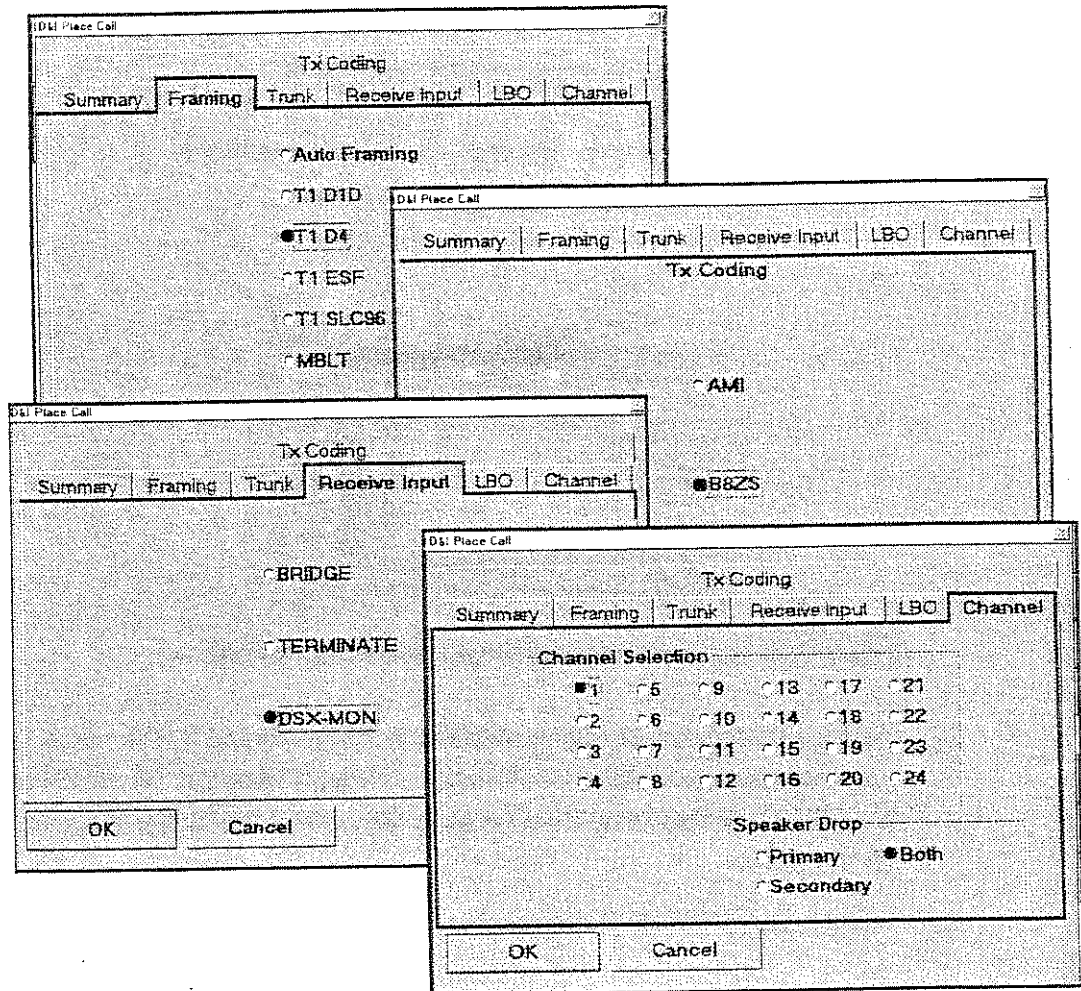 D&I Place Call
Tx Coding
Summary Framing Trunk Receive Input LBO Channel
Auto Framing
T1 D1D
T1 D4
T1 ESF
T1 SLC96
MBLT
D&I Place Call
Summary Framing Trunk Receive Input LBO Channel
Tx Coding
AMI
B8ZS
D&I Place Call
Tx Coding
Summary Framing Trunk Receive Input LBO Channel
BRIDGE
TERMINATE
DSX-MON
OK Cancel
D&I Place Call
Tx Coding
Summary Framing Trunk Receive Input LBO Channel
Channel Selection
1 5 9 13 17 21
2 6 10 14 18 22
3 7 11 15 19 23
4 8 12 16 20 24
Speaker Drop
Primary Both
Secondary
OK Cancel